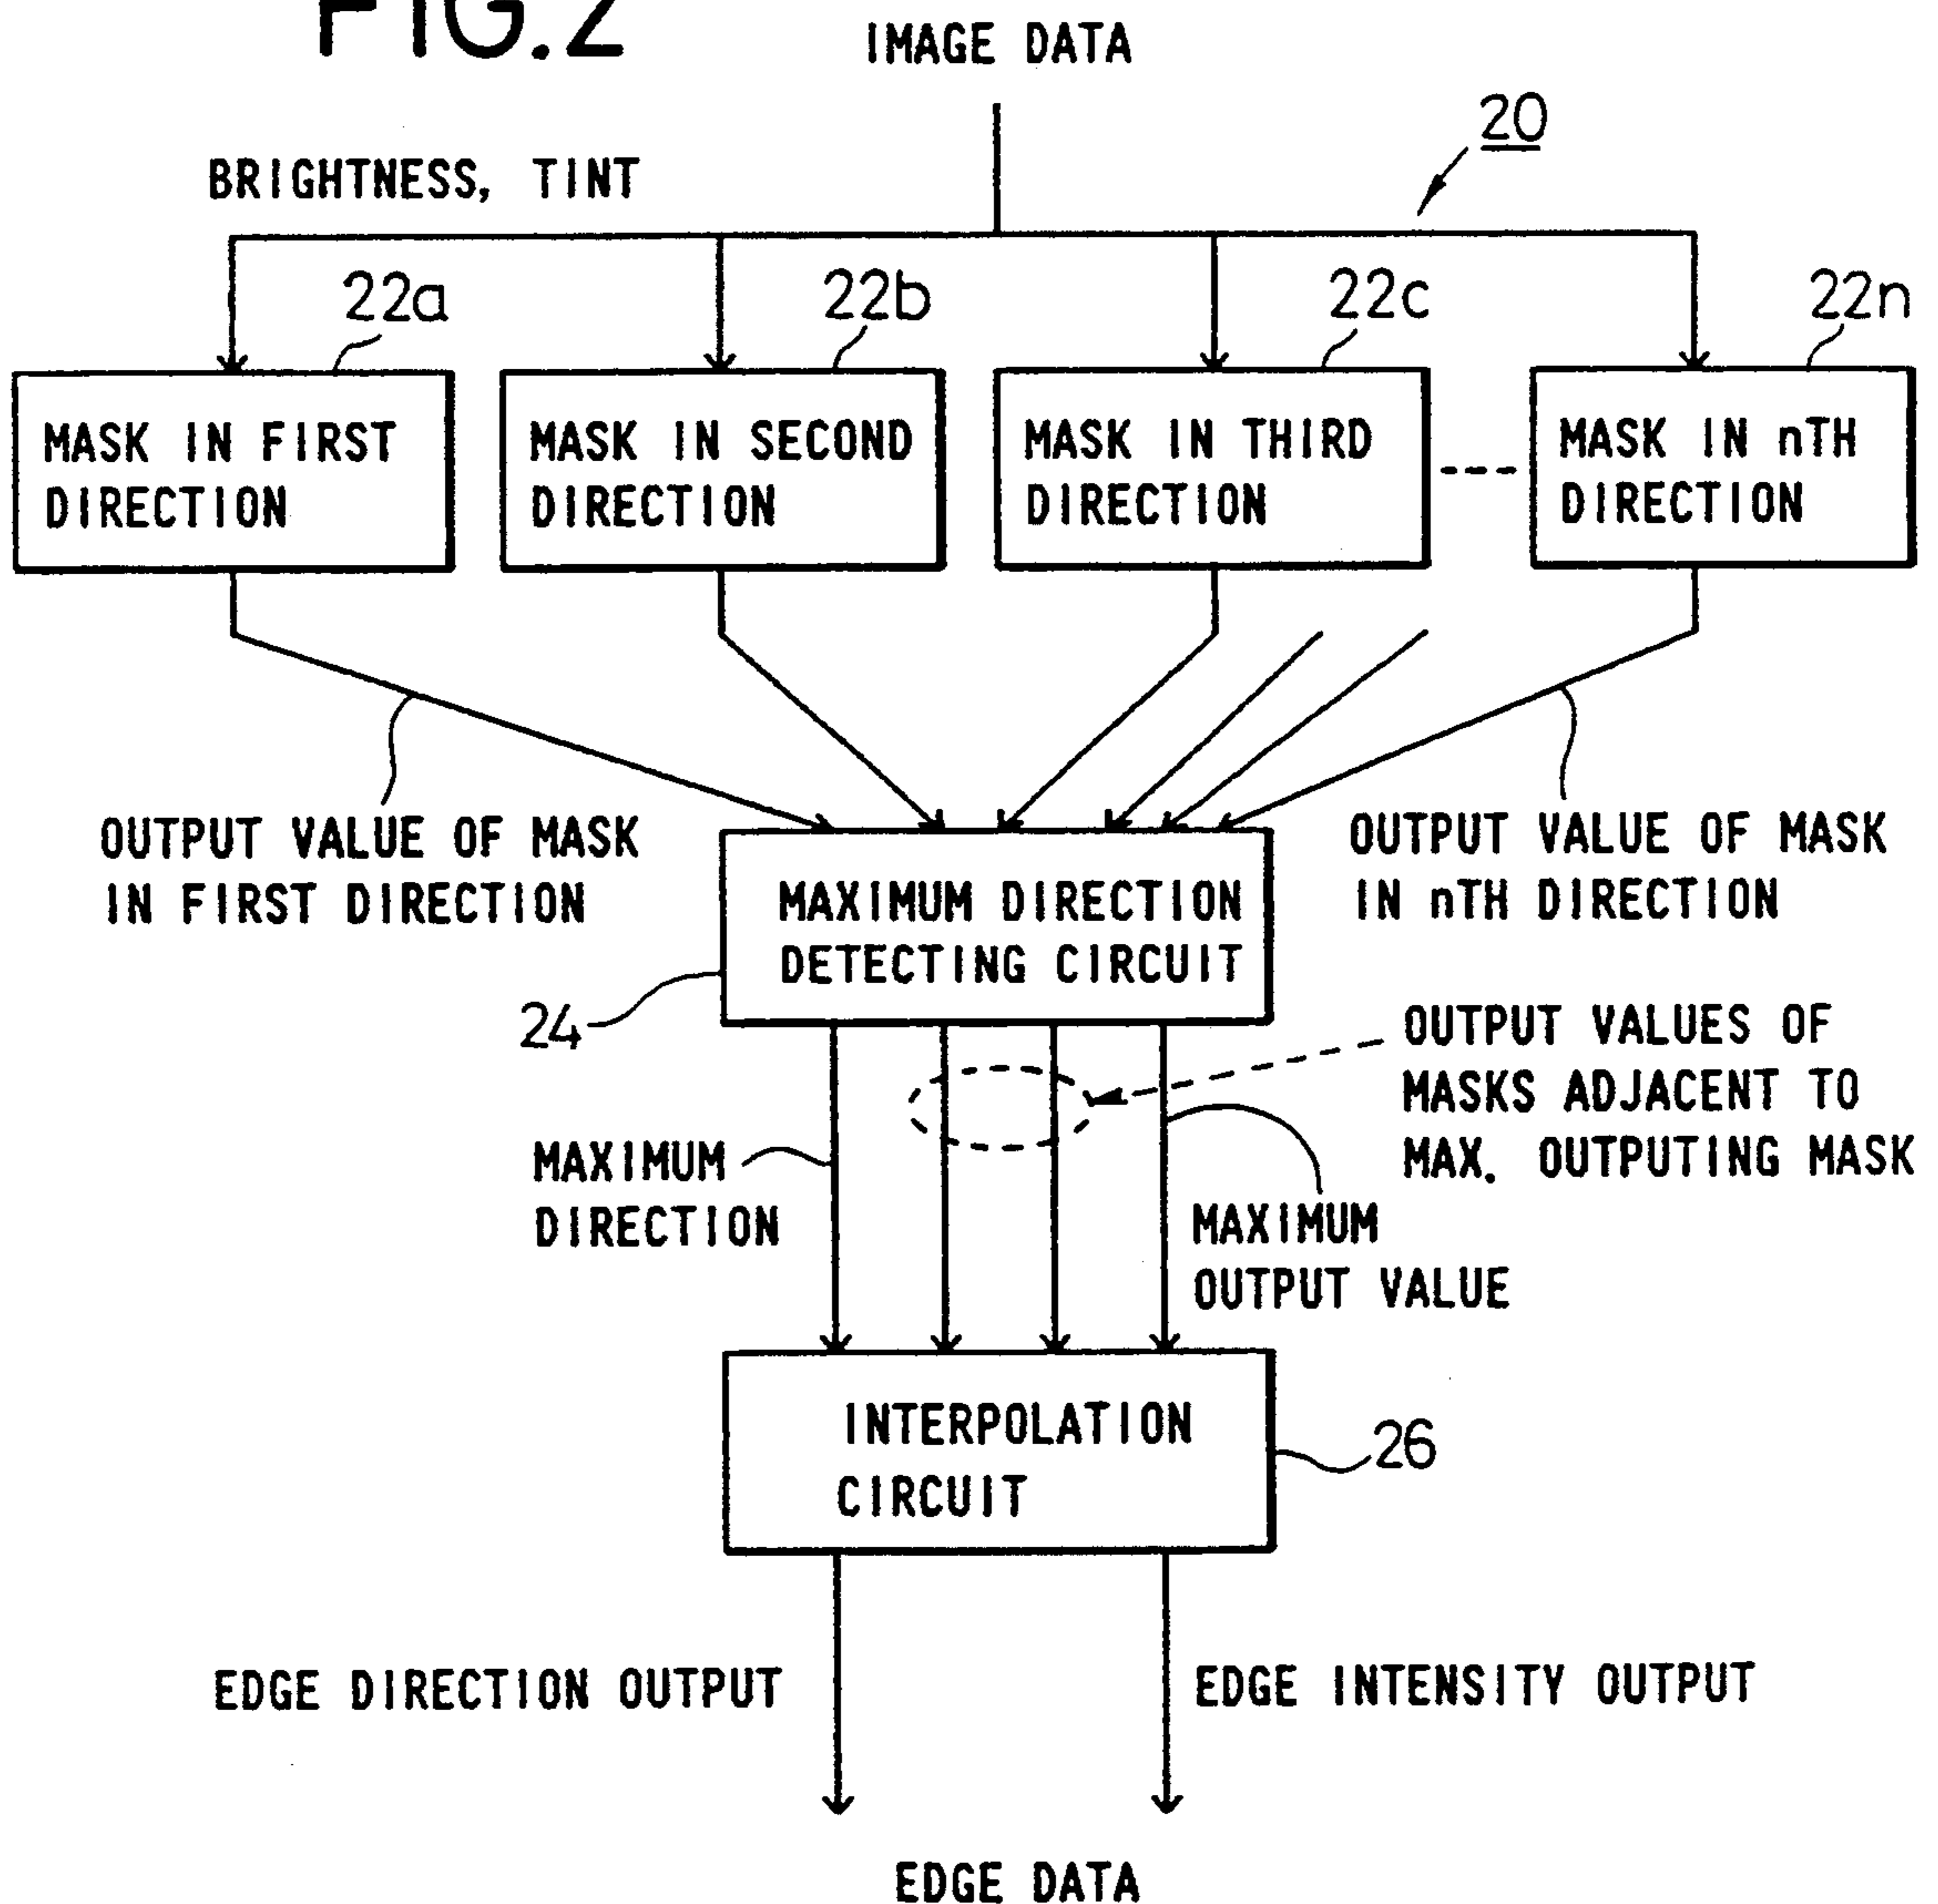 FIG.2
IMAGE DATA
20
BRIGHTNESS, TINT
22a
22b
22c
22n
MASK IN FIRST
DIRECTION
MASK IN SECOND
DIRECTION
MASK IN THIRD
DIRECTION
MASK IN nTH
DIRECTION
OUTPUT VALUE OF MASK
IN FIRST DIRECTION
OUTPUT VALUE OF MASK
IN nTH DIRECTION
MAXIMUM DIRECTION
DETECTING CIRCUIT
24
OUTPUT VALUES OF
MASKS ADJACENT TO
MAX. OUTPUTING MASK
MAXIMUM
DIRECTION
MAXIMUM
OUTPUT VALUE
INTERPOLATION
CIRCUIT
26
EDGE DIRECTION OUTPUT
EDGE INTENSITY OUTPUT
EDGE DATA